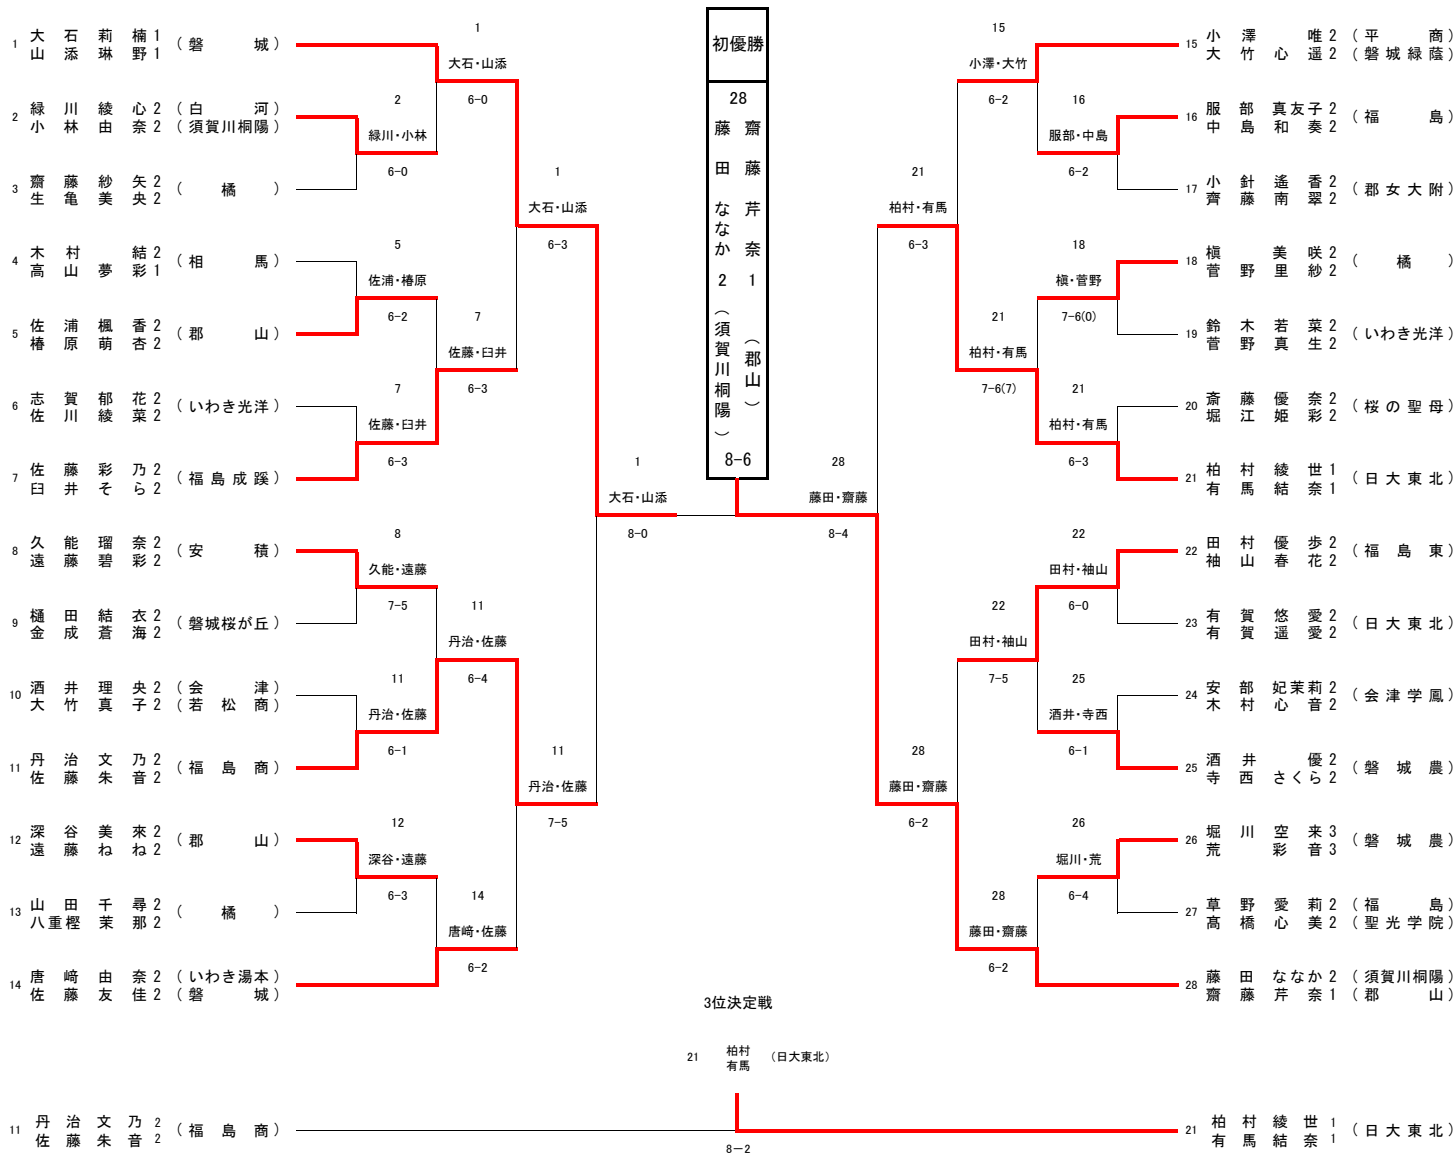 1 大石莉楠 1 (磐城)
山添琳野 1
2 緑川綾心 2 (白河)
小林由奈 2 (須賀川桐陽)
3 齋藤紗矢 2 (橘)
生亀美央 2
4 木村結 2 (相馬)
高山夢彩 1
5 佐浦楓香 2 (郡山)
椿原萌杏 2
6 志賀郁花 2 (いわき光洋)
佐川綾菜 2
7 佐藤彩乃 2 (福島成蹊)
臼井そら 2
8 久能瑠奈 2 (安積)
遠藤碧彩 2
9 樋田結衣 2 (磐城桜が丘)
金成蒼海 2
10 酒井理央 2 (会津)
大竹真子 2 (若松商)
11 丹治文乃 2 (福島商)
佐藤朱音 2
12 深谷美來 2 (郡山)
遠藤ねね 2
13 山田千尋 2 (橘)
八重樫茉那 2
14 唐﨑由奈 2 (いわき湯本)
佐藤友佳 2 (磐城)
2
緑川・小林
6-0
5
佐浦・椿原
6-2
7
佐藤・臼井
6-3
8
久能・遠藤
7-5
11
丹治・佐藤
6-1
12
深谷・遠藤
6-3
1
大石・山添
6-0
7
佐藤・臼井
6-3
11
丹治・佐藤
6-4
14
唐﨑・佐藤
6-2
1
大石・山添
6-3
11
丹治・佐藤
7-5
1
大石・山添
8-0
初優勝
28
藤田ななか 2 (須賀川桐陽)
齋藤芹奈 1 (郡山)
8-6
28
藤田・齋藤
8-4
21
柏村・有馬
6-3
28
藤田・齋藤
6-2
15
小澤・大竹
6-2
21
柏村・有馬
7-6(7)
22
田村・袖山
7-5
28
藤田・齋藤
6-2
16
服部・中島
6-2
18
槇・菅野
7-6(0)
21
柏村・有馬
6-3
22
田村・袖山
6-0
25
酒井・寺西
6-1
26
堀川・荒
6-4
15 小澤唯 2 (平商)
大竹心遥 2 (磐城緑蔭)
16 服部真友子 2 (福島)
中島和奏 2
17 小針遙香 2 (郡女大附)
齊藤南翠 2
18 槇美咲 2 (橘)
菅野里紗 2
19 鈴木若菜 2 (いわき光洋)
菅野真生 2
20 斎藤優奈 2 (桜の聖母)
堀江姫彩 2
21 柏村綾世 1 (日大東北)
有馬結奈 1
22 田村優歩 2 (福島東)
袖山春花 2
23 有賀悠愛 2 (日大東北)
有賀遥愛 2
24 安部妃茉莉 2 (会津学鳳)
木村心音 2
25 酒井優 2 (磐城農)
寺西さくら 2
26 堀川空来 3 (磐城農)
荒彩音 3
27 草野愛莉 2 (福島)
髙橋心美 2 (聖光学院)
28 藤田ななか 2 (須賀川桐陽)
齋藤芹奈 1 (郡山)
3位決定戦
21 柏村 (日大東北)
有馬
11 丹治文乃 2 (福島商)
佐藤朱音 2
8-2
21 柏村綾世 1 (日大東北)
有馬結奈 1